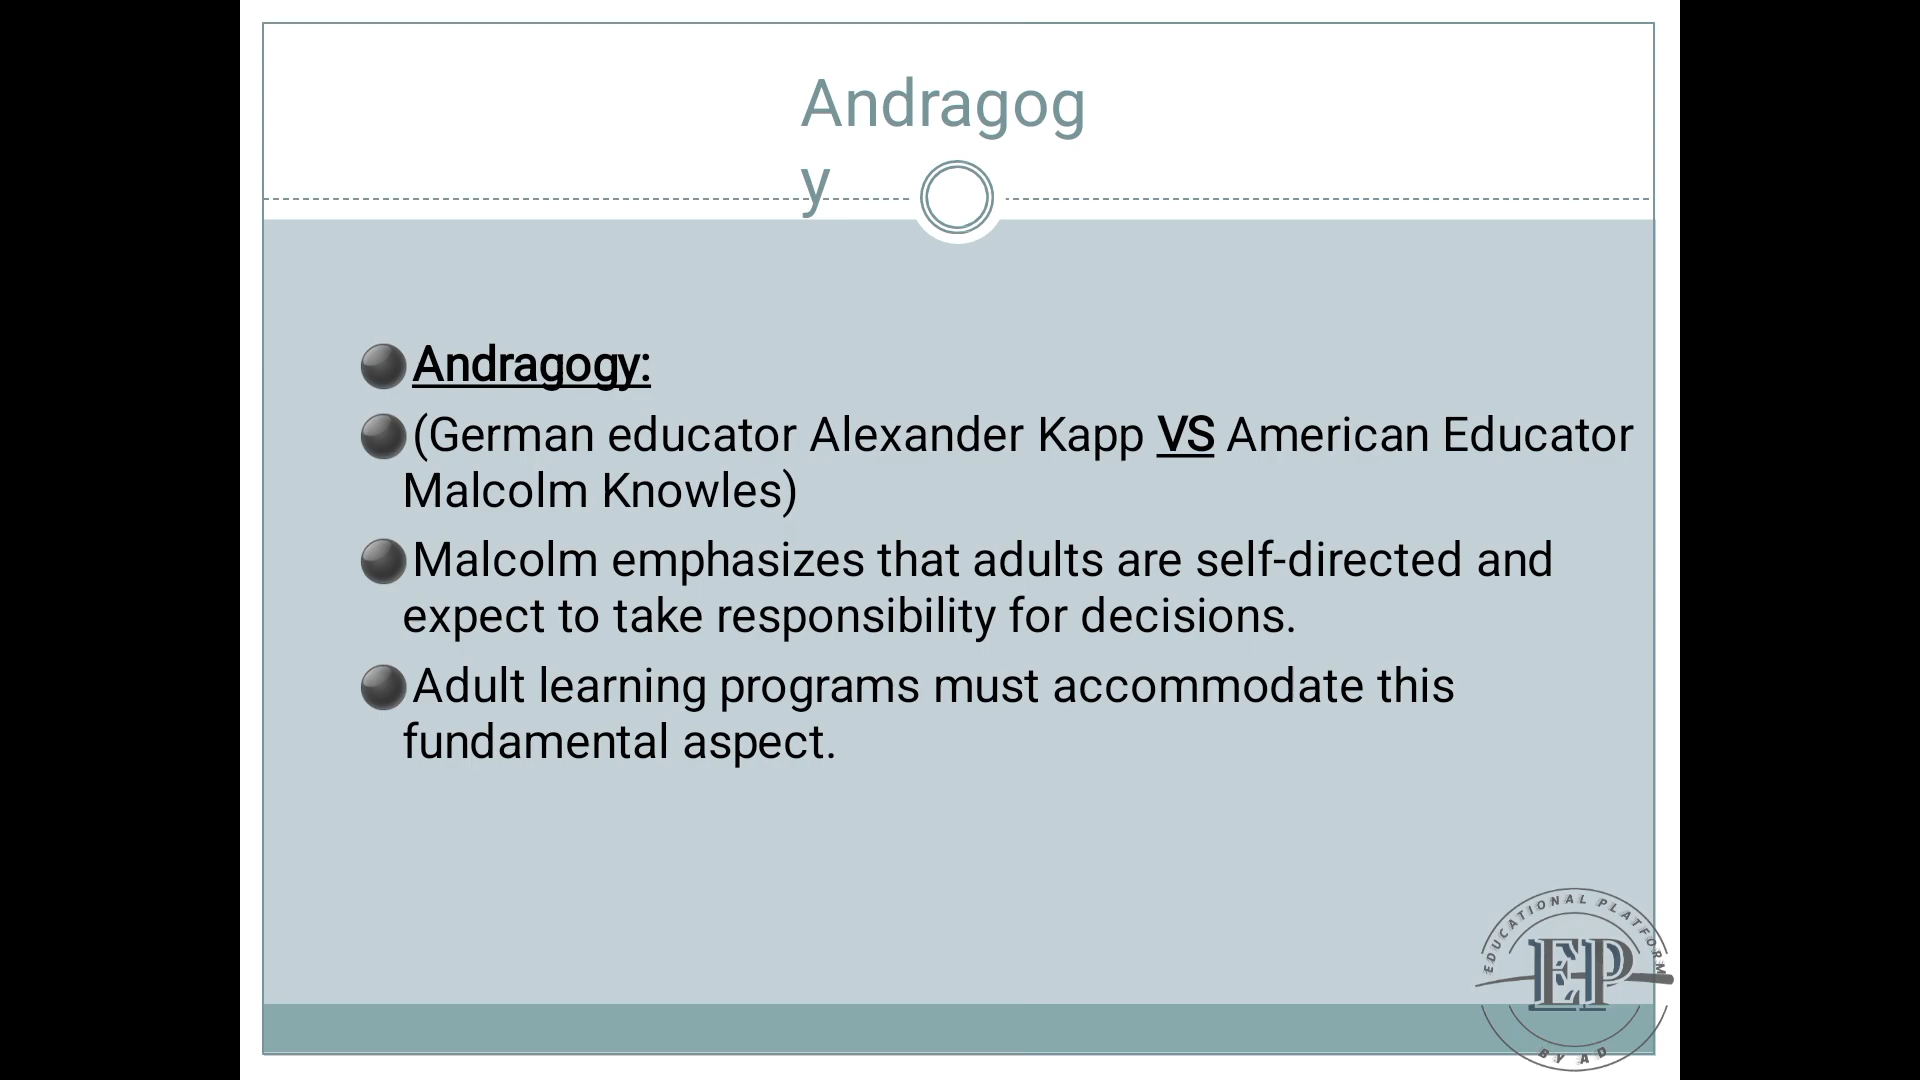 Andragog
y
Andragogy:
(German educator Alexander Kapp VS American Educator
Malcolm Knowles)
Malcolm emphasizes that adults are self-directed and
expect to take responsibility for decisions.
Adult learning programs must accommodate this
fundamental aspect.
EDUCATIONAL PLATFORM
EP
BY AD